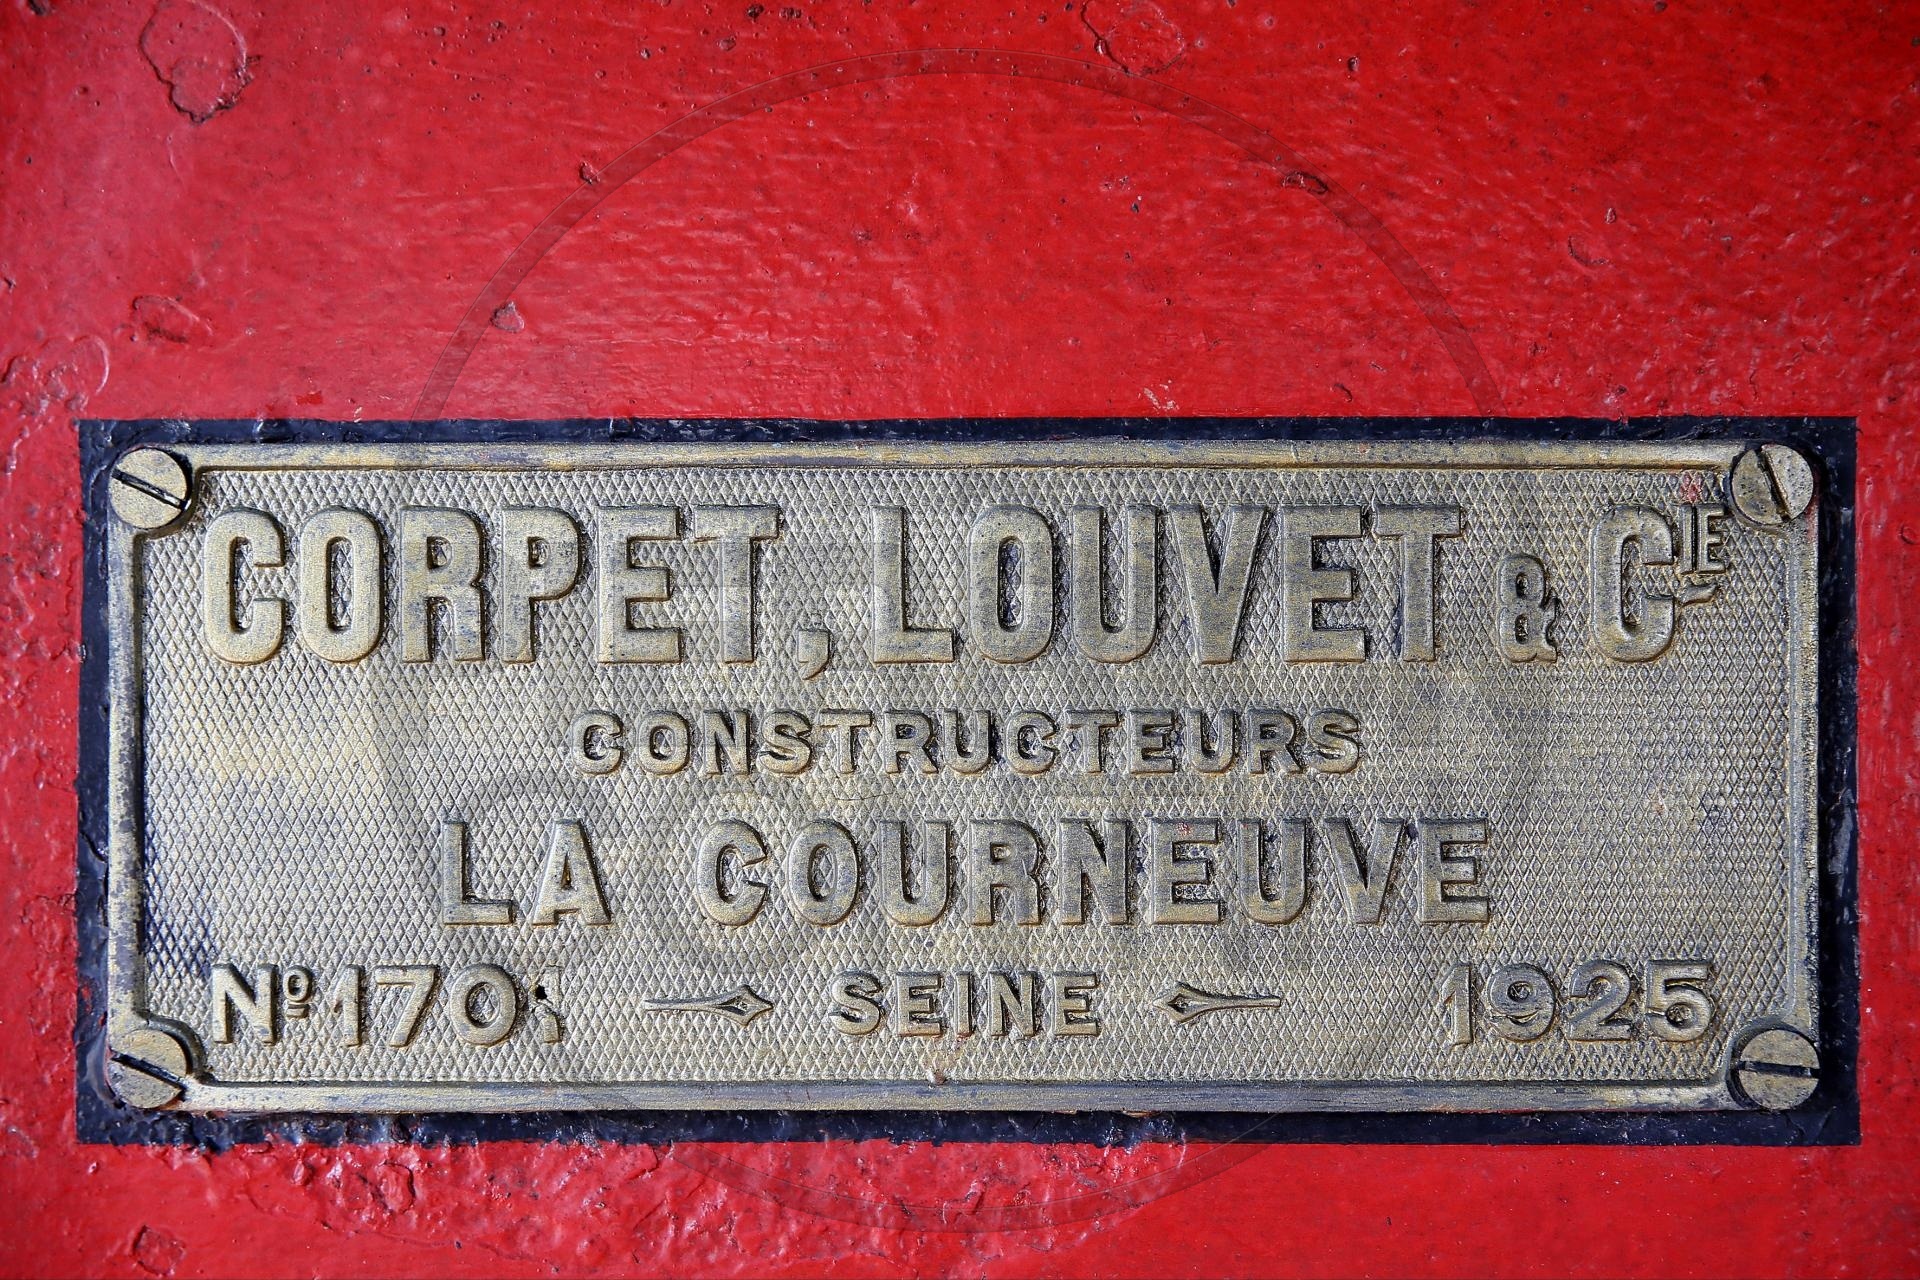 CORPET, LOUVET & CIE
CONSTRUCTEURS
LA COURNEUVE
Nº 1701 SEINE 1925